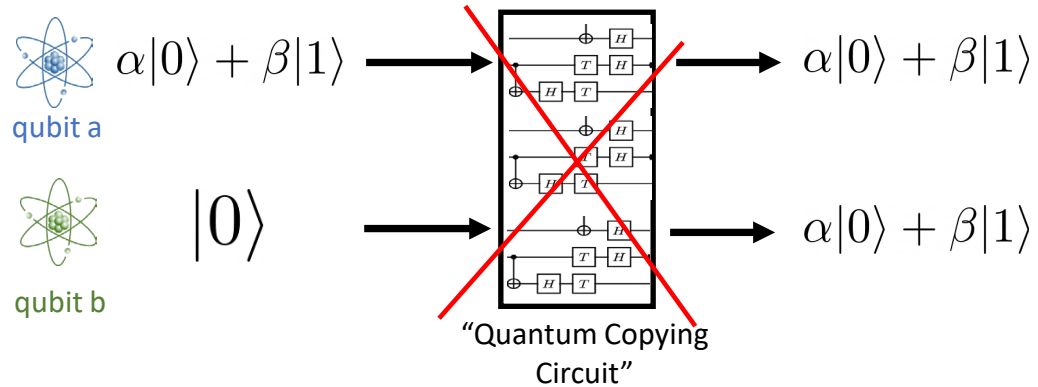 α|0⟩ + β|1⟩
α|0⟩ + β|1⟩
qubit a
|0⟩
α|0⟩ + β|1⟩
qubit b
H
T H
H T
H
T H
H T
H
T H
H T
“Quantum Copying
Circuit”